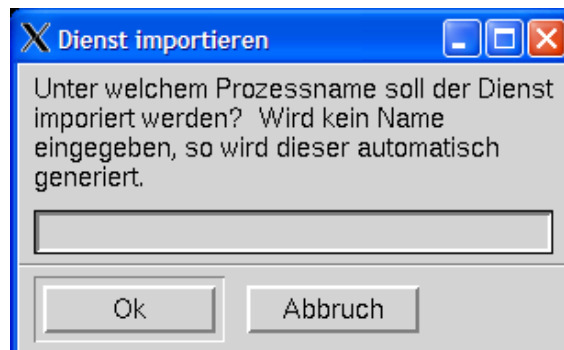 Dienst importieren
Unter welchem Prozessname soll der Dienst
imporiert werden? Wird kein Name
eingegeben, so wird dieser automatisch
generiert.
Ok Abbruch